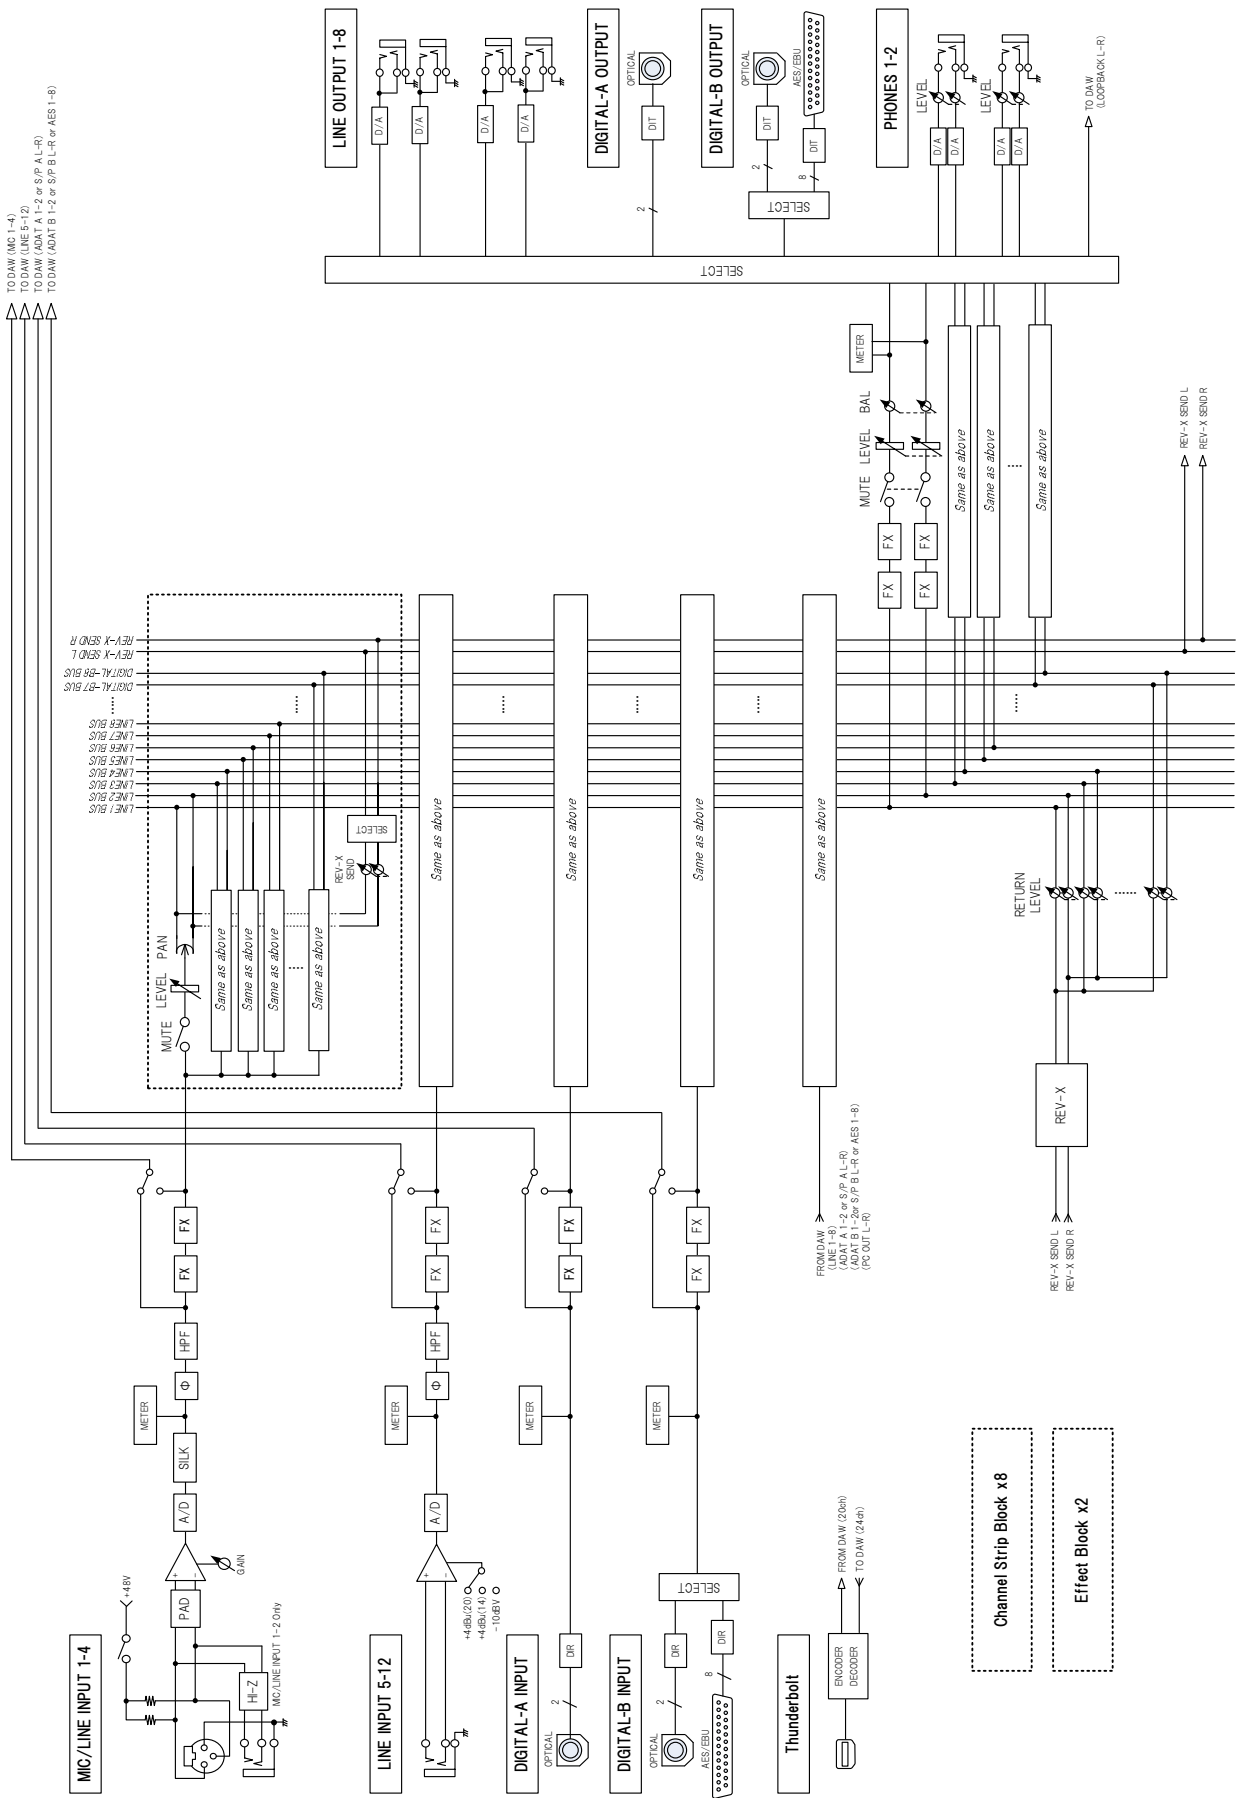 MIC/LINE INPUT 1-4
+48V
PAD
+
-
GAIN
HI-Z
MIC/LINE INPUT 1-2 Only
A/D
SILK
METER
Φ
HPF
FX
FX
TO DAW (MIC 1-4)
TO DAW (LINE 5-12)
TO DAW (ADAT A 1-2 or S/P A L-R)
TO DAW (ADAT B 1-2 or S/P B L-R or AES 1-8)
MUTE
LEVEL
PAN
Same as above
Same as above
Same as above
.....
Same as above
REV-X
SEND
SELECT
LINE1 BUS
LINE2 BUS
LINE3 BUS
LINE4 BUS
LINE5 BUS
LINE6 BUS
LINE7 BUS
LINE8 BUS
......
DIGITAL-B7 BUS
DIGITAL-B8 BUS
REV-X SEND L
REV-X SEND R
LINE INPUT 5-12
+
-
+4dBu(20)
+4dBu(14)
-10dBV
A/D
METER
Φ
HPF
FX
FX
Same as above
DIGITAL-A INPUT
OPTICAL
2
DIR
METER
FX
FX
Same as above
DIGITAL-B INPUT
OPTICAL
2
DIR
AES/EBU
8
DIR
SELECT
METER
FX
FX
Same as above
Thunderbolt
ENCODER
DECODER
FROM DAW (20ch)
TO DAW (24ch)
FROM DAW
(LINE 1-8)
(ADAT A 1-2 or S/P A L-R)
(ADAT B 1-2or S/P B L-R or AES 1-8)
(PC OUT L-R)
Same as above
FX
FX
FX
FX
MUTE
LEVEL
BAL
METER
Same as above
Same as above
.....
Same as above
REV-X SEND L
REV-X SEND R
REV-X
RETURN
LEVEL
REV-X SEND L
REV-X SEND R
Channel Strip Block x8
Effect Block x2
SELECT
LINE OUTPUT 1-8
D/A
D/A
D/A
D/A
DIGITAL-A OUTPUT
2
DIT
OPTICAL
DIGITAL-B OUTPUT
SELECT
2
DIT
OPTICAL
8
DIT
AES/EBU
PHONES 1-2
D/A
D/A
LEVEL
D/A
D/A
LEVEL
TO DAW
(LOOPBACK L-R)